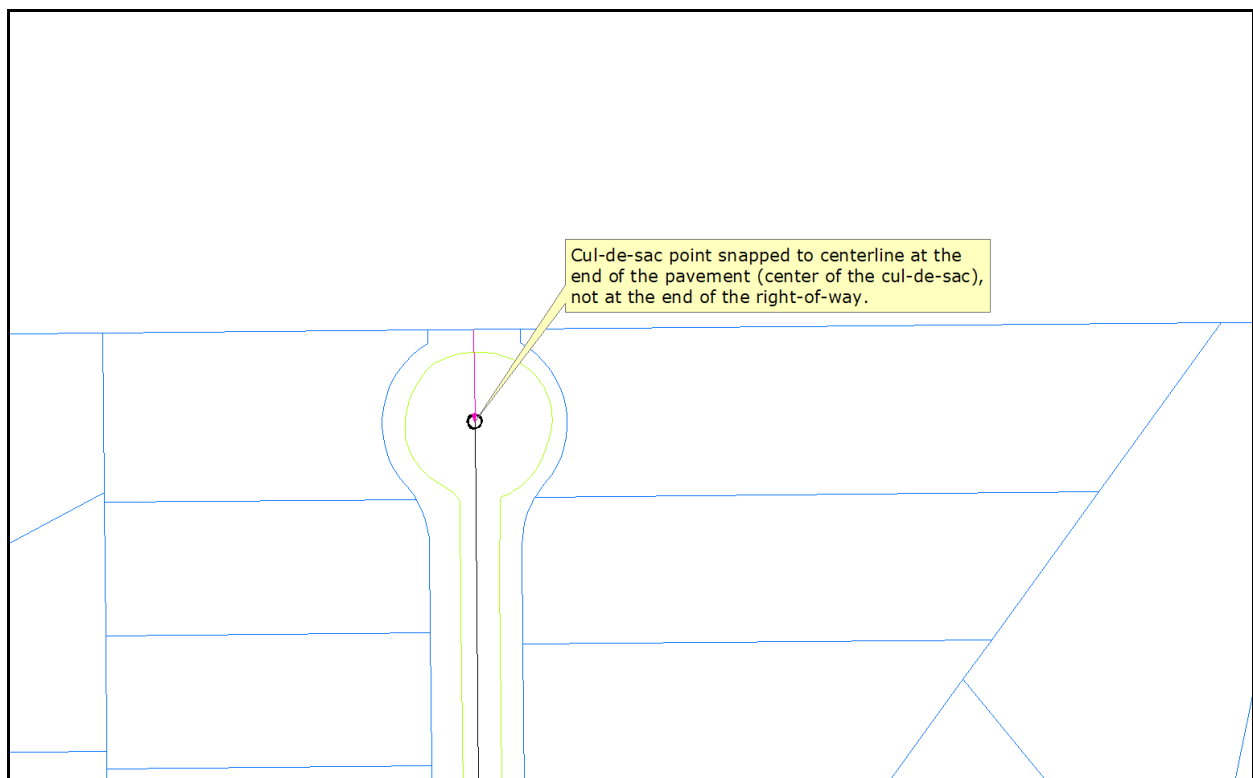 Cul-de-sac point snapped to centerline at the
end of the pavement (center of the cul-de-sac),
not at the end of the right-of-way.